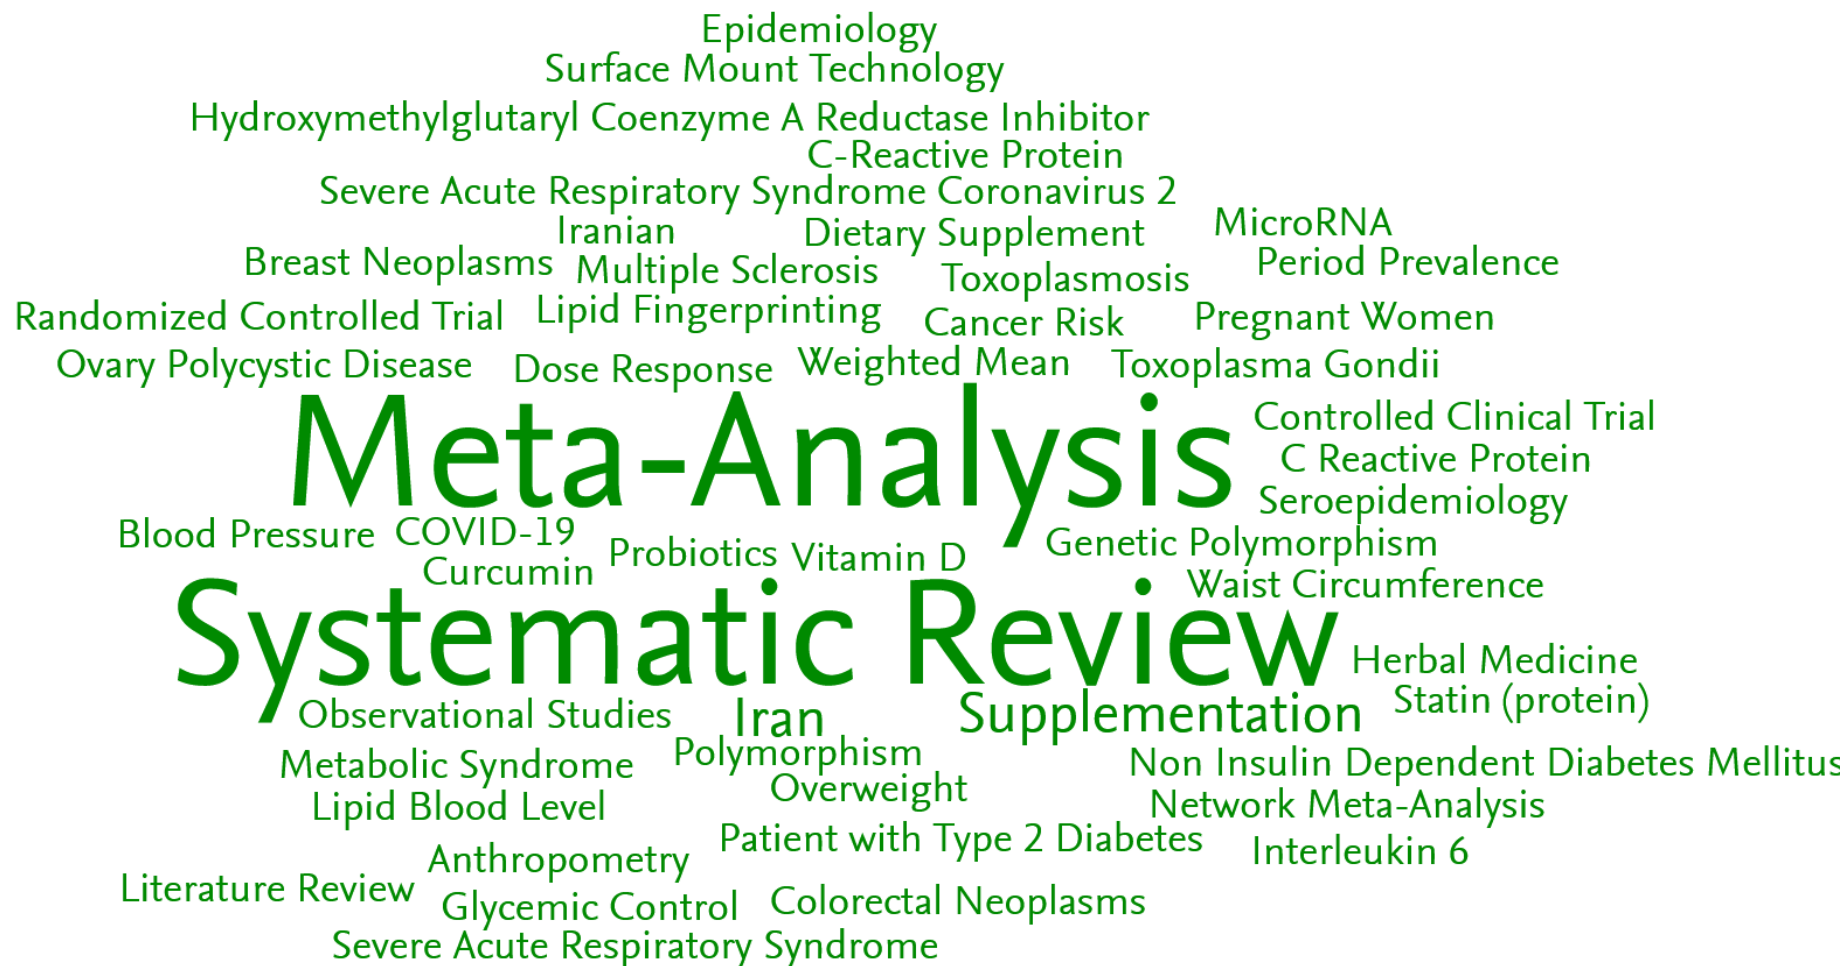 Epidemiology
Surface Mount Technology
Hydroxymethylglutaryl Coenzyme A Reductase Inhibitor
C-Reactive Protein
Severe Acute Respiratory Syndrome Coronavirus 2
Iranian
Dietary Supplement
MicroRNA
Breast Neoplasms
Multiple Sclerosis
Toxoplasmosis
Period Prevalence
Randomized Controlled Trial
Lipid Fingerprinting
Cancer Risk
Pregnant Women
Ovary Polycystic Disease
Dose Response
Weighted Mean
Toxoplasma Gondii
Meta-Analysis
Controlled Clinical Trial
C Reactive Protein
Seroepidemiology
Blood Pressure
COVID-19
Curcumin
Probiotics
Vitamin D
Genetic Polymorphism
Waist Circumference
Systematic Review
Herbal Medicine
Statin (protein)
Observational Studies
Iran
Supplementation
Metabolic Syndrome
Polymorphism
Non Insulin Dependent Diabetes Mellitus
Overweight
Lipid Blood Level
Network Meta-Analysis
Patient with Type 2 Diabetes
Interleukin 6
Anthropometry
Literature Review
Glycemic Control
Colorectal Neoplasms
Severe Acute Respiratory Syndrome